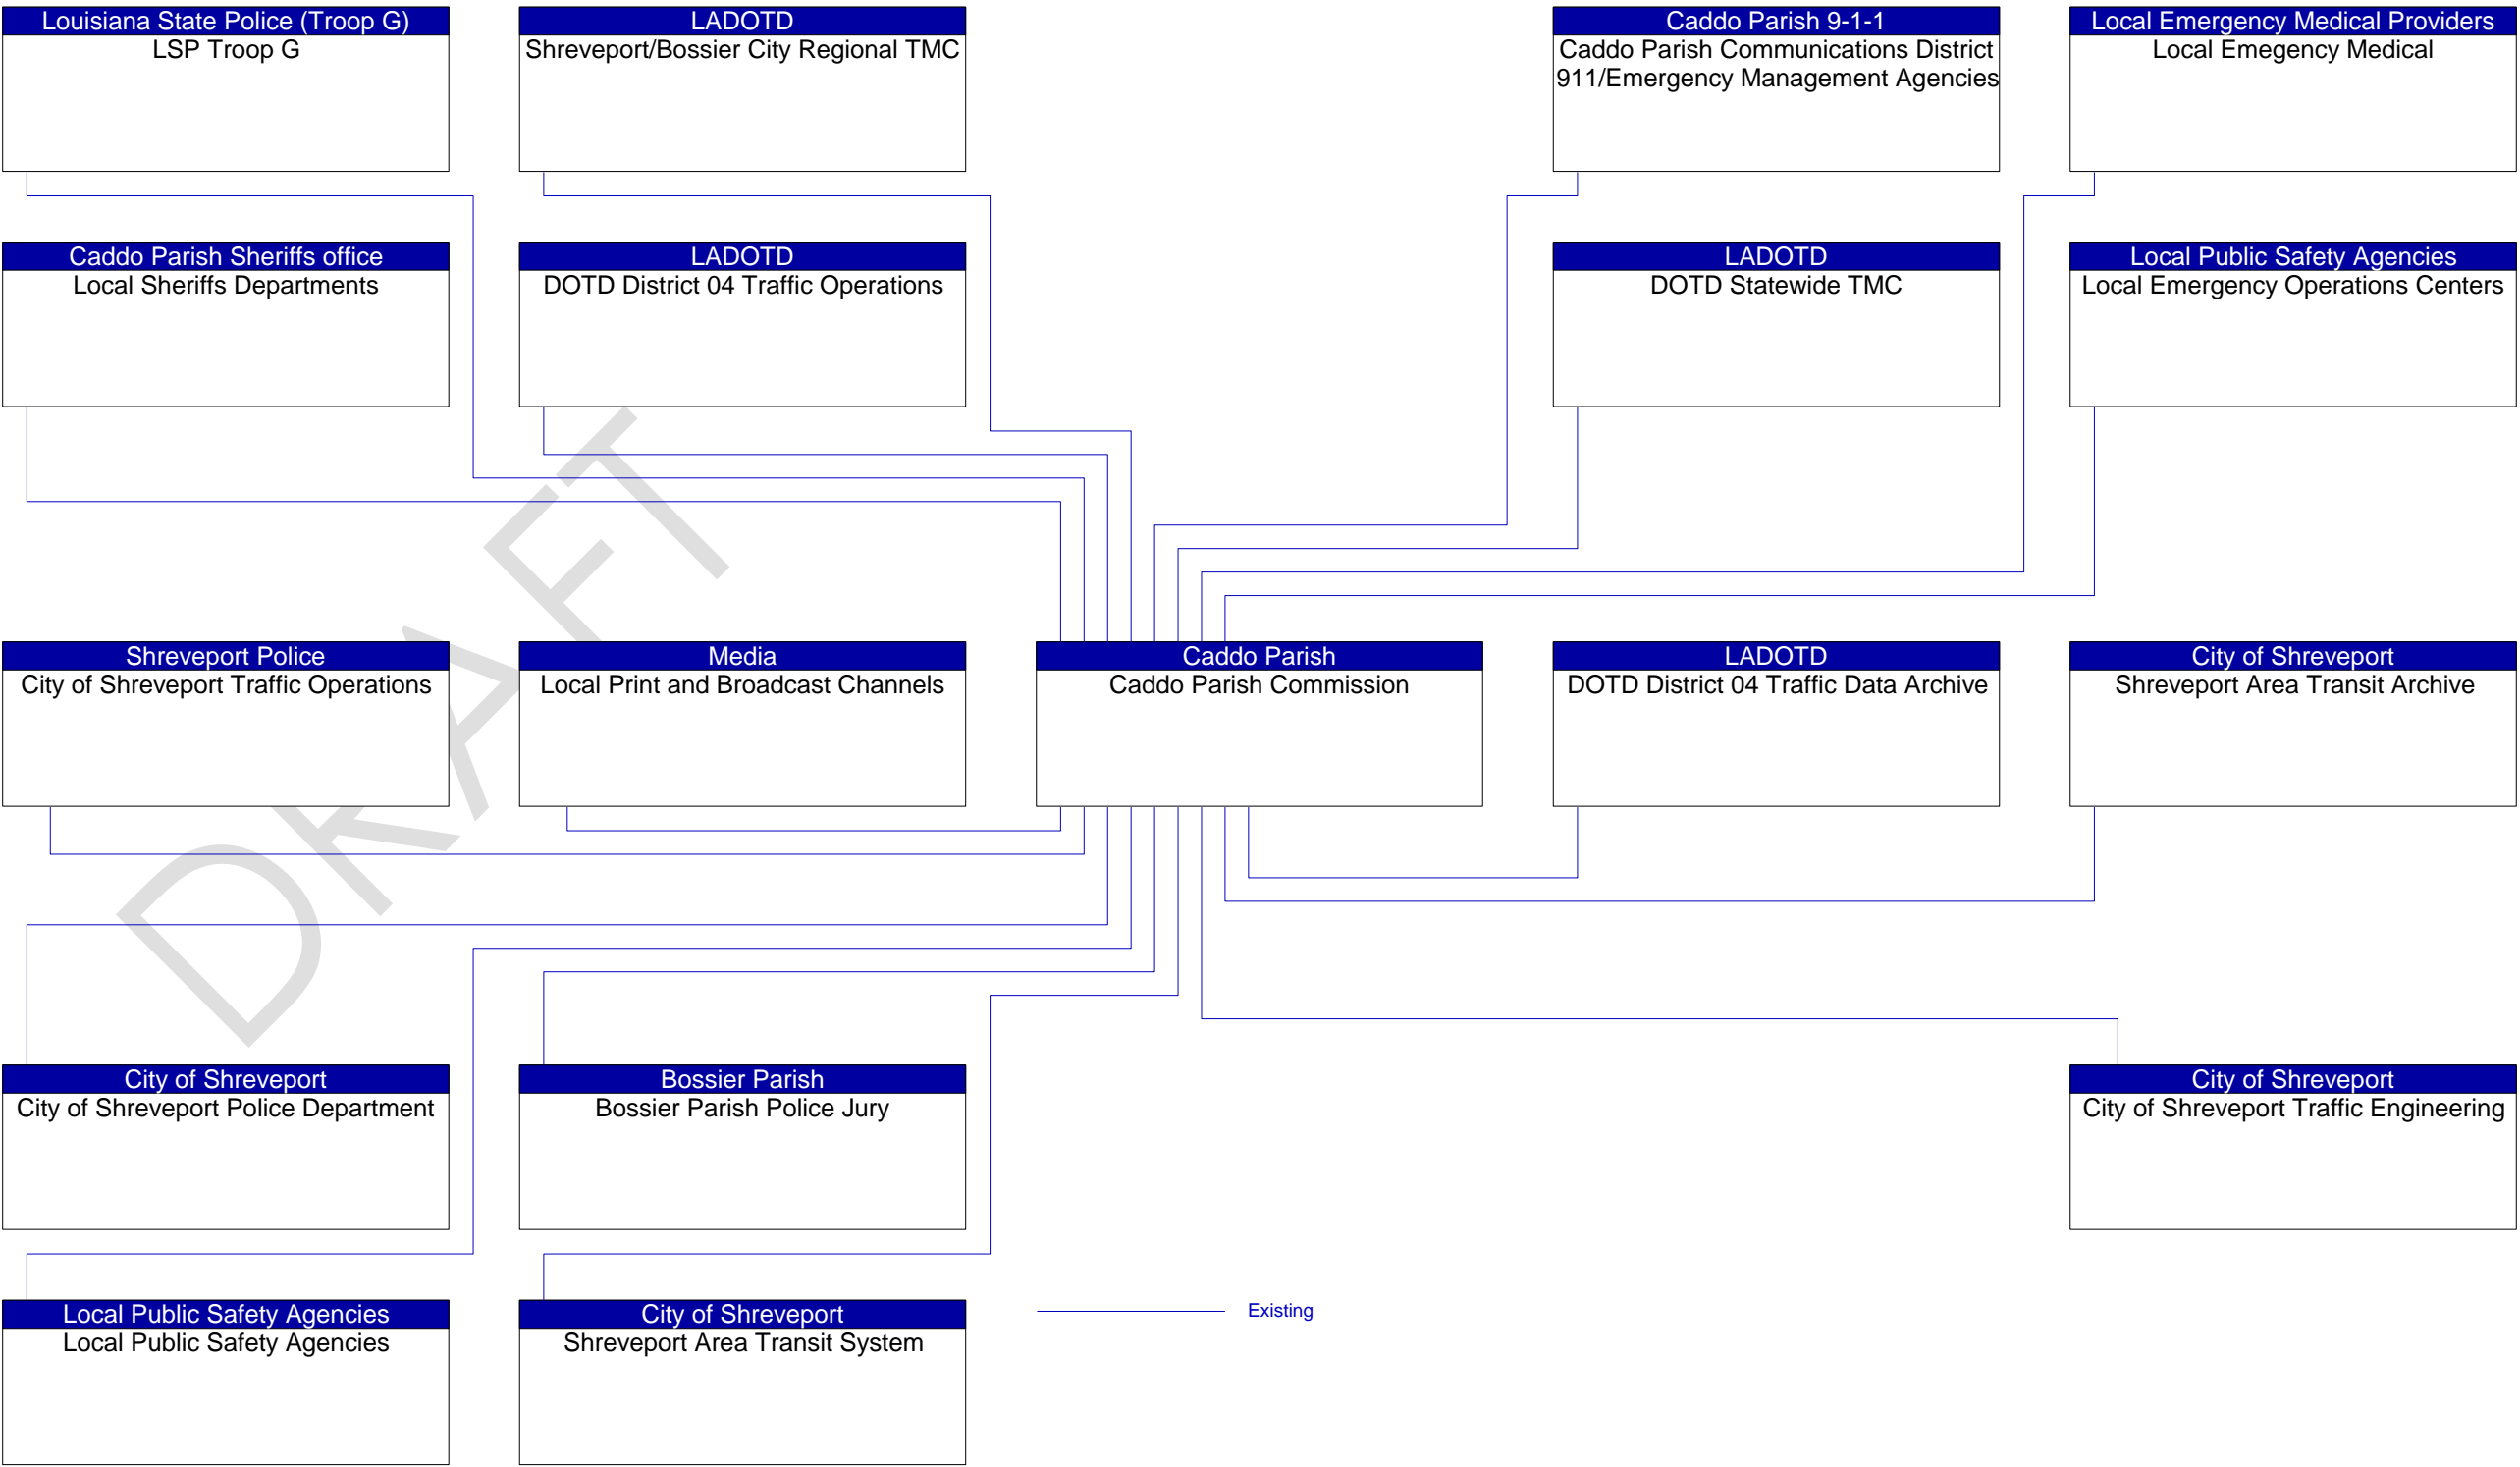 Louisiana State Police (Troop G)
LSP Troop G
LADOTD
Shreveport/Bossier City Regional TMC
Caddo Parish 9-1-1
Caddo Parish Communications District
911/Emergency Management Agencies
Local Emergency Medical Providers
Local Emegency Medical
Caddo Parish Sheriffs office
Local Sheriffs Departments
LADOTD
DOTD District 04 Traffic Operations
LADOTD
DOTD Statewide TMC
Local Public Safety Agencies
Local Emergency Operations Centers
Shreveport Police
City of Shreveport Traffic Operations
Media
Local Print and Broadcast Channels
Caddo Parish
Caddo Parish Commission
LADOTD
DOTD District 04 Traffic Data Archive
City of Shreveport
Shreveport Area Transit Archive
DRAFT
City of Shreveport
City of Shreveport Police Department
Bossier Parish
Bossier Parish Police Jury
City of Shreveport
City of Shreveport Traffic Engineering
Local Public Safety Agencies
Local Public Safety Agencies
City of Shreveport
Shreveport Area Transit System
Existing